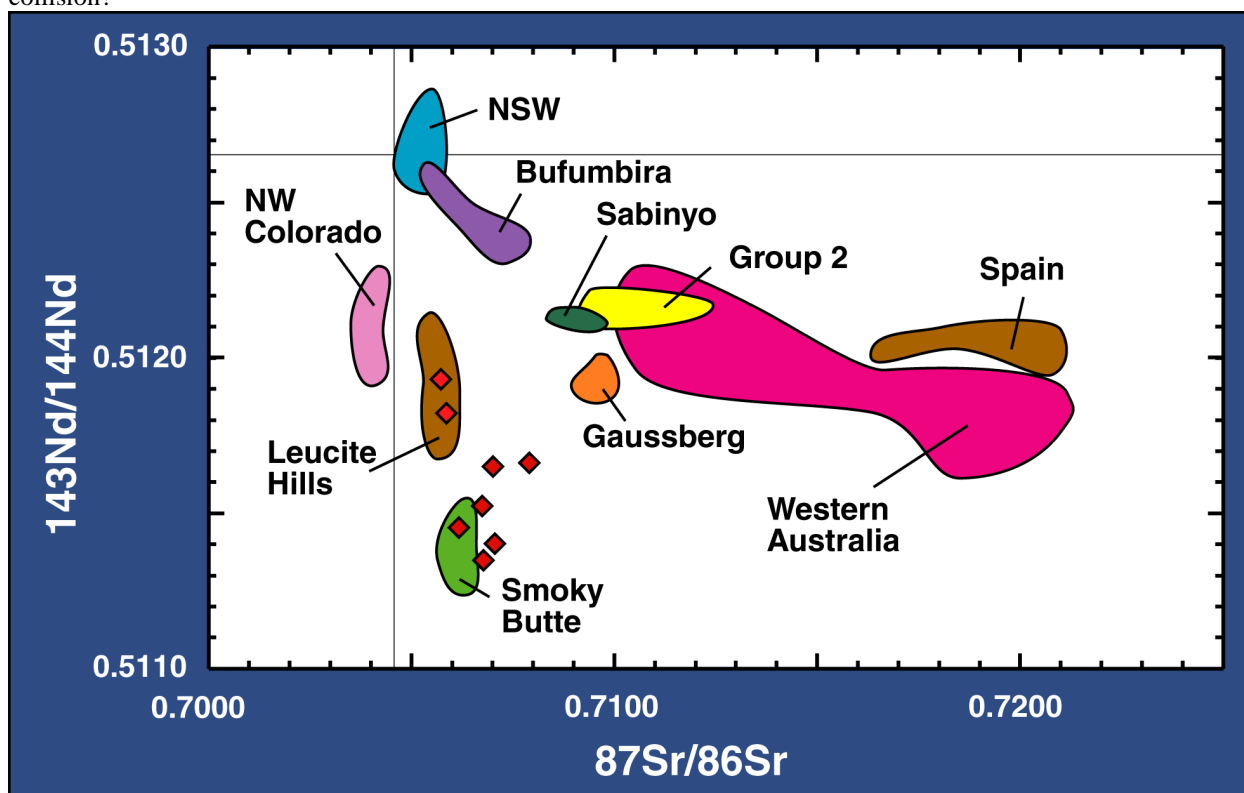 collision?
0.5130
NSW
Bufumbira
NW
Colorado
Sabinyo
Group 2
Spain
0.5120
143Nd/144Nd
Gaussberg
Leucite
Hills
Western
Australia
Smoky
Butte
0.5110
0.7000
0.7100
0.7200
87Sr/86Sr